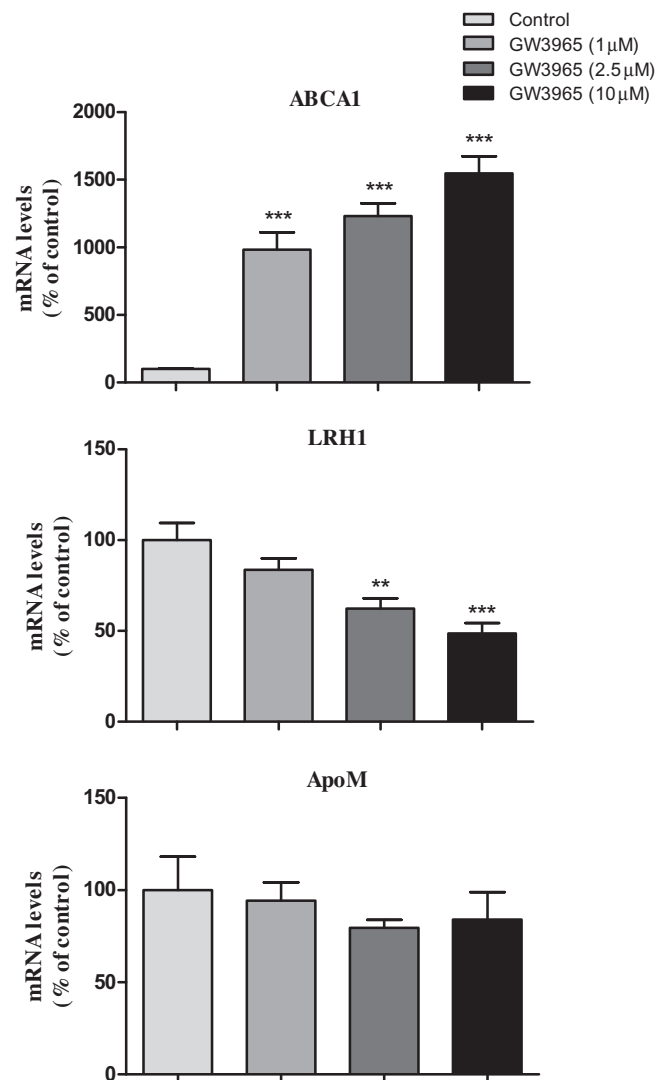 Control
GW3965 (1μM)
GW3965 (2.5μM)
GW3965 (10μM)
ABCA1
mRNA levels
(% of control)
2000
1500
1000
500
0
***
***
***
LRH1
mRNA levels
(% of control)
150
100
50
0
**
***
ApoM
mRNA levels
(% of control)
150
100
50
0